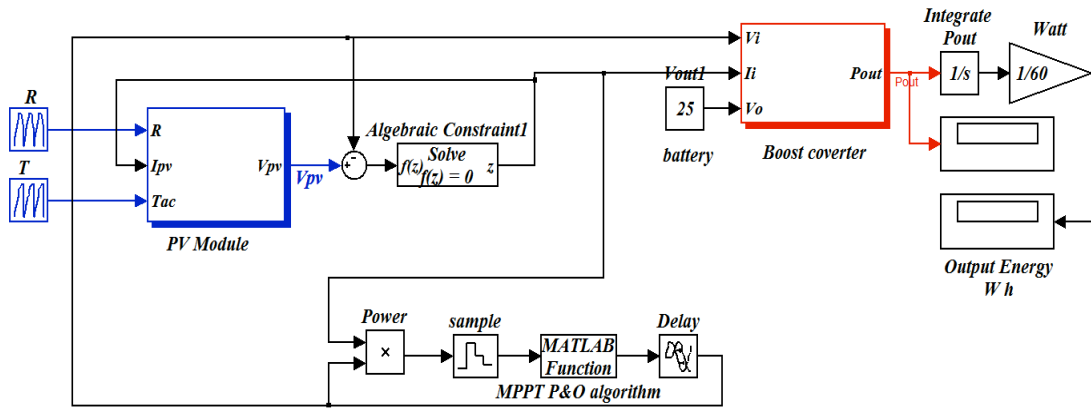 Integrate
Pout
Watt
Vi
Ii
Vo
Pout
Pout
1/s
1/60
Vout1
25
battery
Boost coverter
R
T
R
Ipv
Tac
Vpv
Vpv
PV Module
+
-
Algebraic Constraint1
Solve
f(z)
f(z) = 0
z
Output Energy
W h
Power
×
sample
MATLAB
Function
Delay
MPPT P&O algorithm